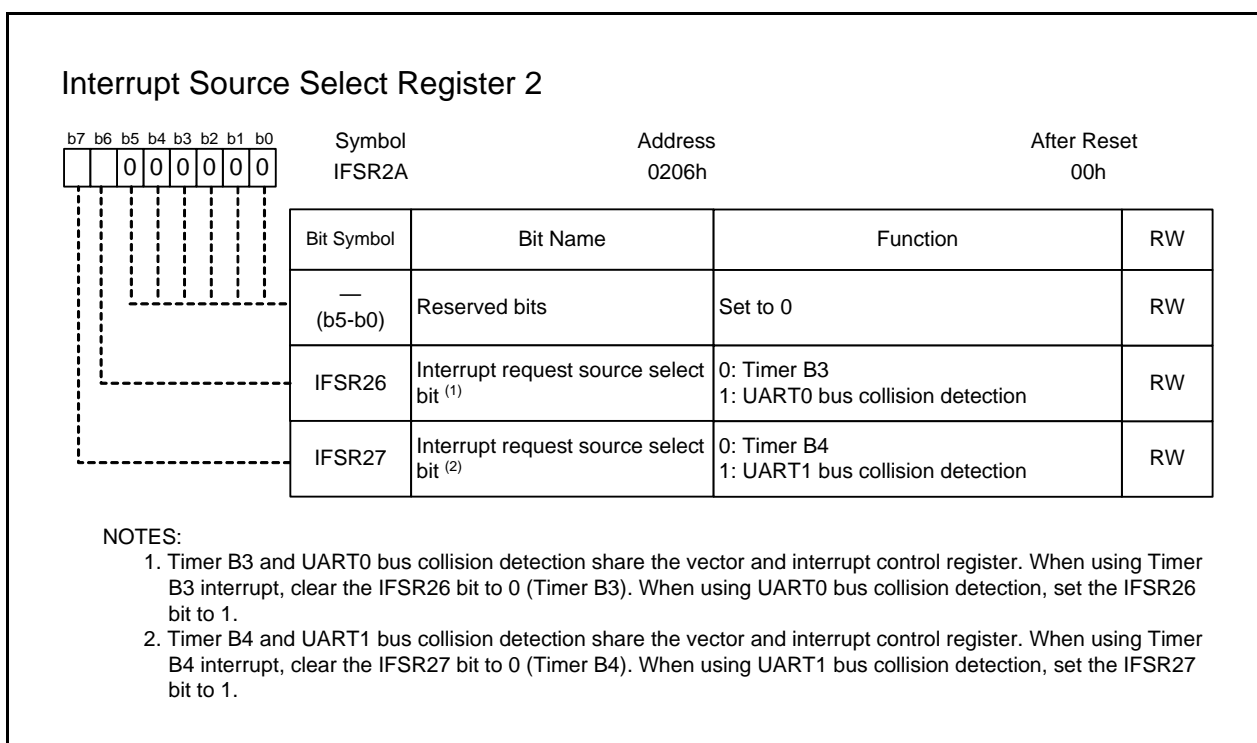 Interrupt Source Select Register 2
b7 b6 b5 b4 b3 b2 b1 b0
0 0 0 0 0 0
Symbol Address After Reset
IFSR2A 0206h 00h
Bit Symbol Bit Name Function RW
—
(b5-b0) Reserved bits Set to 0 RW
IFSR26 Interrupt request source select bit (1) 0: Timer B3
1: UART0 bus collision detection RW
IFSR27 Interrupt request source select bit (2) 0: Timer B4
1: UART1 bus collision detection RW
NOTES:
1. Timer B3 and UART0 bus collision detection share the vector and interrupt control register. When using Timer
B3 interrupt, clear the IFSR26 bit to 0 (Timer B3). When using UART0 bus collision detection, set the IFSR26
bit to 1.
2. Timer B4 and UART1 bus collision detection share the vector and interrupt control register. When using Timer
B4 interrupt, clear the IFSR27 bit to 0 (Timer B4). When using UART1 bus collision detection, set the IFSR27
bit to 1.